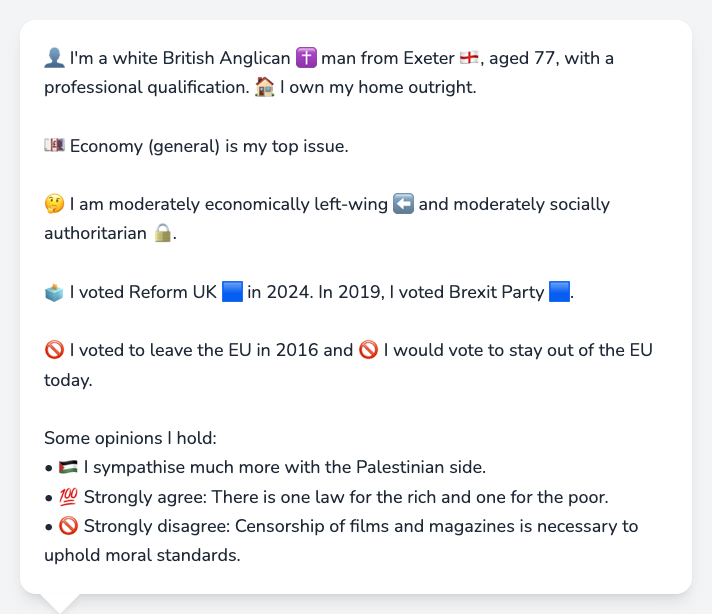 👤 I'm a white British Anglican ✝️ man from Exeter 🏴󠁧󠁢󠁥󠁮󠁧󠁿, aged 77, with a
professional qualification. 🏠 I own my home outright.
💷 Economy (general) is my top issue.
🤔 I am moderately economically left-wing ⬅️ and moderately socially
authoritarian 🔒.
🗳️ I voted Reform UK 🟦 in 2024. In 2019, I voted Brexit Party 🟦.
🚫 I voted to leave the EU in 2016 and 🚫 I would vote to stay out of the EU
today.
Some opinions I hold:
• 🇵🇸 I sympathise much more with the Palestinian side.
• 💯 Strongly agree: There is one law for the rich and one for the poor.
• 🚫 Strongly disagree: Censorship of films and magazines is necessary to
uphold moral standards.